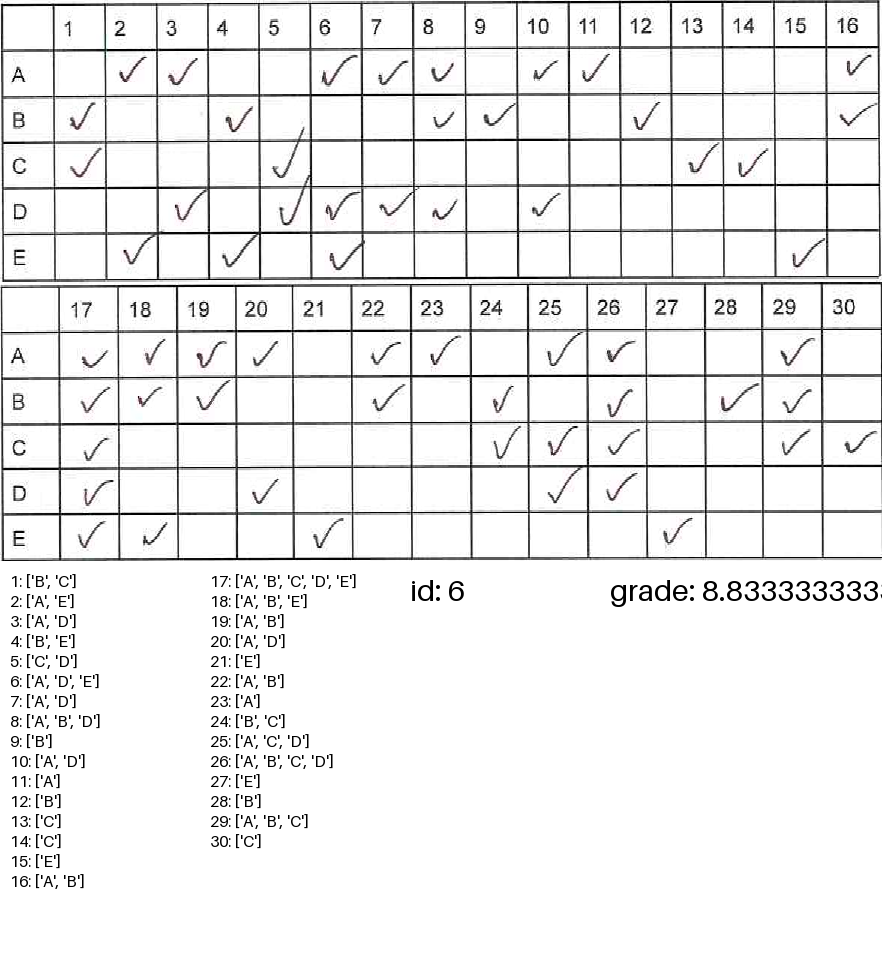 1 2 3 4 5 6 7 8 9 10 11 12 13 14 15 16
A ✓ ✓ ✓ ✓ ✓ ✓ ✓ ✓
B ✓ ✓ ✓ ✓ ✓ ✓
C ✓ ✓ ✓ ✓
D ✓ ✓ ✓ ✓ ✓ ✓
E ✓ ✓ ✓ ✓
17 18 19 20 21 22 23 24 25 26 27 28 29 30
A ✓ ✓ ✓ ✓ ✓ ✓ ✓ ✓ ✓
B ✓ ✓ ✓ ✓ ✓ ✓ ✓ ✓
C ✓ ✓ ✓ ✓ ✓ ✓
D ✓ ✓ ✓ ✓
E ✓ ✓ ✓ ✓
1: ['B', 'C']
2: ['A', 'E']
3: ['A', 'D']
4: ['B', 'E']
5: ['C', 'D']
6: ['A', 'D', 'E']
7: ['A', 'D']
8: ['A', 'B', 'D']
9: ['B']
10: ['A', 'D']
11: ['A']
12: ['B']
13: ['C']
14: ['C']
15: ['E']
16: ['A', 'B']
17: ['A', 'B', 'C', 'D', 'E']
18: ['A', 'B', 'E']
19: ['A', 'B']
20: ['A', 'D']
21: ['E']
22: ['A', 'B']
23: ['A']
24: ['B', 'C']
25: ['A', 'C', 'D']
26: ['A', 'B', 'C', 'D']
27: ['E']
28: ['B']
29: ['A', 'B', 'C']
30: ['C']
id: 6
grade: 8.833333333